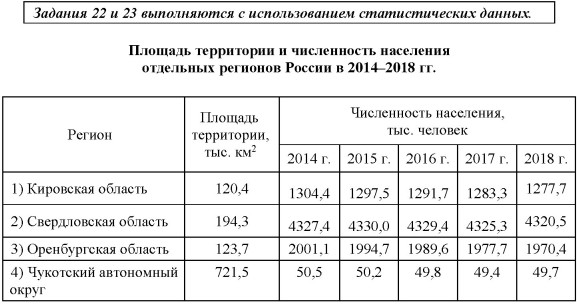 Задания 22 и 23 выполняются с использованием статистических данных.
Площадь территории и численность населения
отдельных регионов России в 2014–2018 гг.
Регион
Площадь
территории,
тыс. км²
Численность населения,
тыс. человек
2014 г. 2015 г. 2016 г. 2017 г. 2018 г.
1) Кировская область 120,4 1304,4 1297,5 1291,7 1283,3 1277,7
2) Свердловская область 194,3 4327,4 4330,0 4329,4 4325,3 4320,5
3) Оренбургская область 123,7 2001,1 1994,7 1989,6 1977,7 1970,4
4) Чукотский автономный
округ 721,5 50,5 50,2 49,8 49,4 49,7